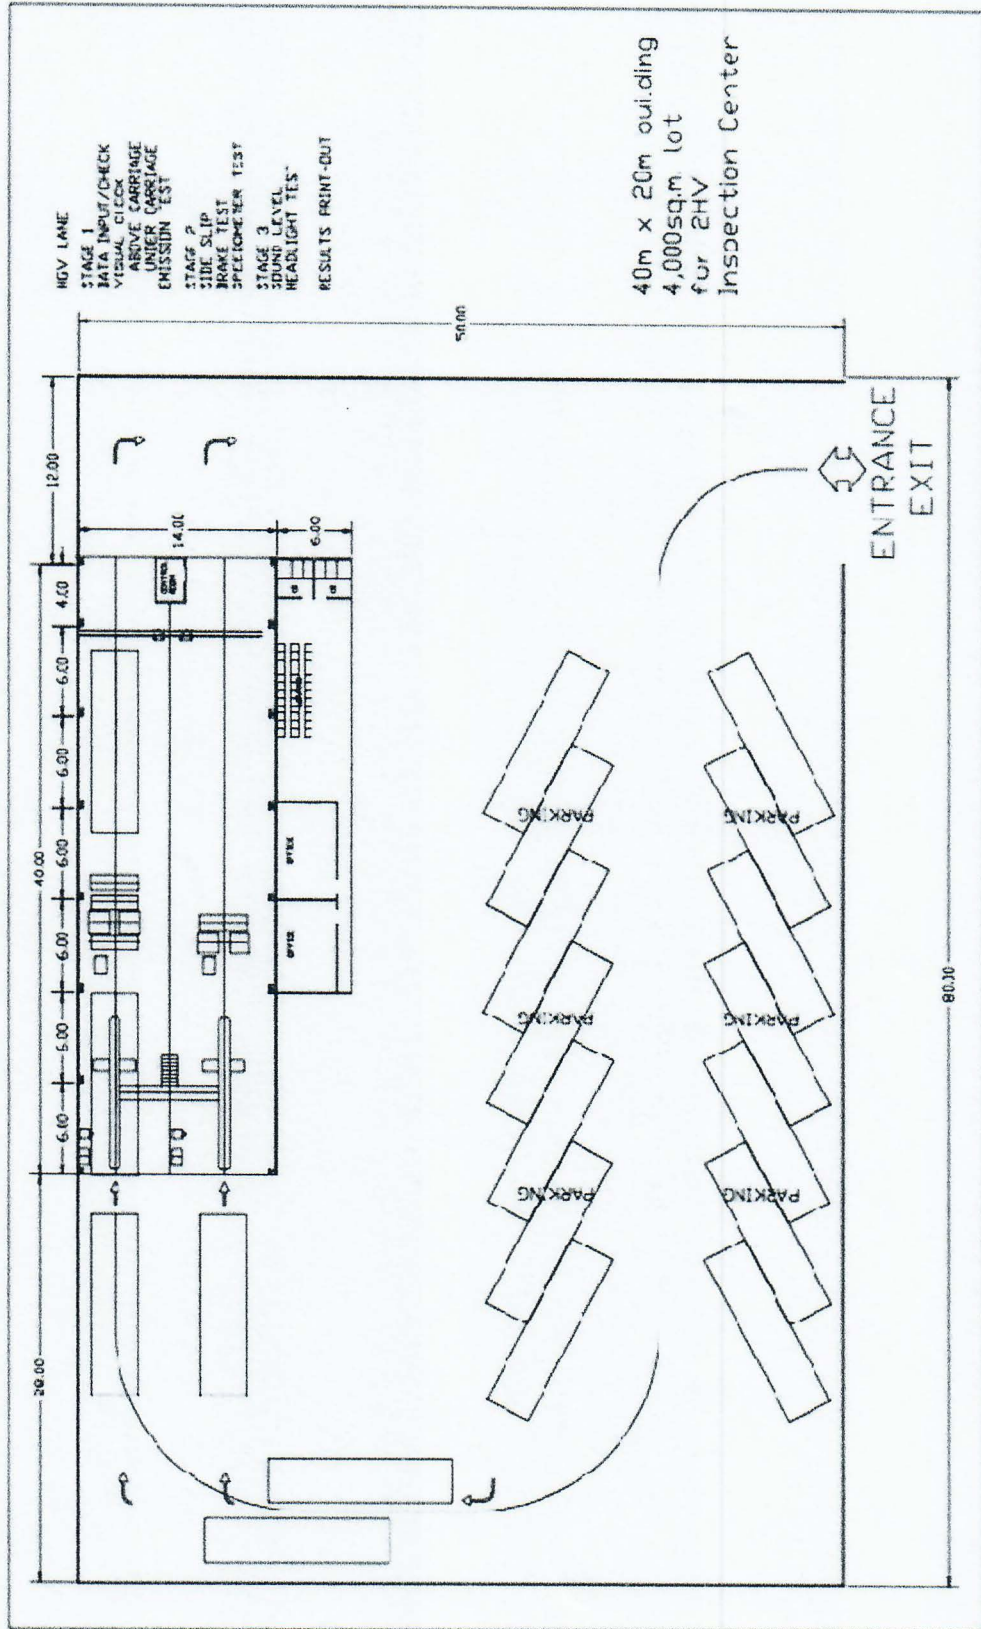 HGV LANE
STAGE 1
DATA INPUT/CHECK
VISUAL CHECK
ABOVE CARRIAGE
UNDER CARRIAGE
EMISSION TEST
STAGE 2
SIDE SLIP
BRAKE TEST
SPEEDOMETER TEST
STAGE 3
SOUND LEVEL
HEADLIGHT TEST
RESULTS PRINT-OUT
40m x 20m building
4,000sq.m. lot
for 2HV
Inspection Center
50.00
12.00
14.00
6.00
40.00
4.00
6.00
6.00
6.00
6.00
6.00
CONTROL
ROOM
OFFICE
OFFICE
PARKING
PARKING
PARKING
PARKING
PARKING
PARKING
ENTRANCE
EXIT
80.00